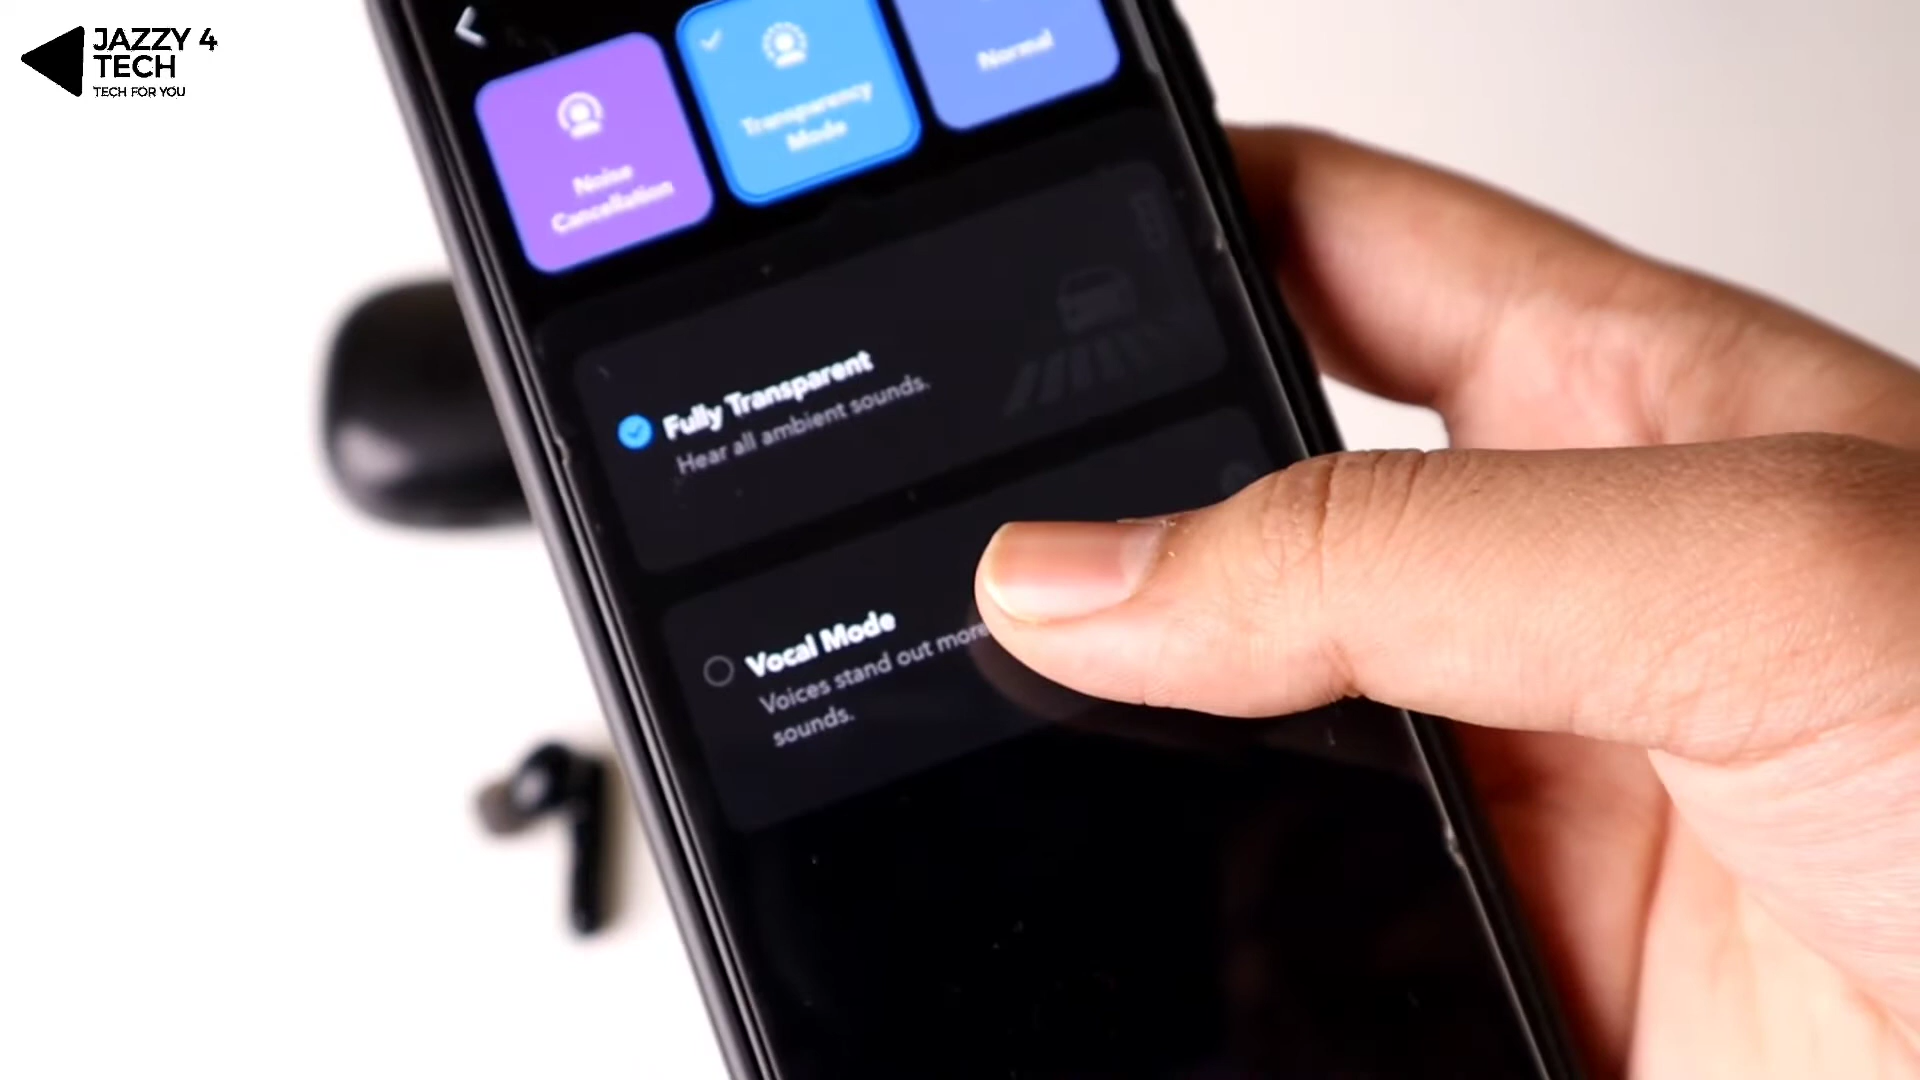 JAZZY 4
TECH
TECH FOR YOU
Noise
Cancellation
Transparency
Mode
Normal
Fully Transparent
Hear all ambient sounds.
Vocal Mode
Voices stand out more
sounds.